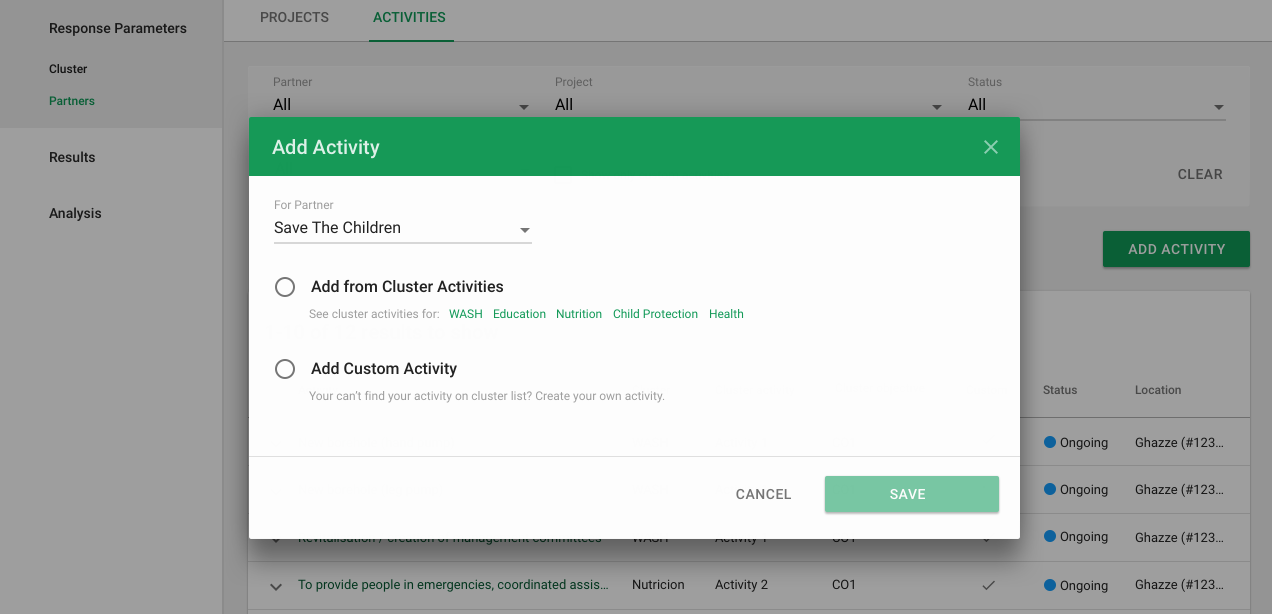 Response Parameters
PROJECTS ACTIVITIES
Cluster
Partners
Results
Analysis
Partner Project Status
All All All
CLEAR
ADD ACTIVITY
Add Activity
For Partner
Save The Children
Add from Cluster Activities
See cluster activities for: WASH Education Nutrition Child Protection Health
Add Custom Activity
Your can't find your activity on cluster list? Create your own activity.
CANCEL SAVE
Status Location
Ongoing Ghazze (#123...
Ongoing Ghazze (#123...
Revitalisation / creation of management committees WASH Activity 1 CO1 Ongoing Ghazze (#123...
To provide people in emergencies, coordinated assis... Nutricion Activity 2 CO1 Ongoing Ghazze (#123...